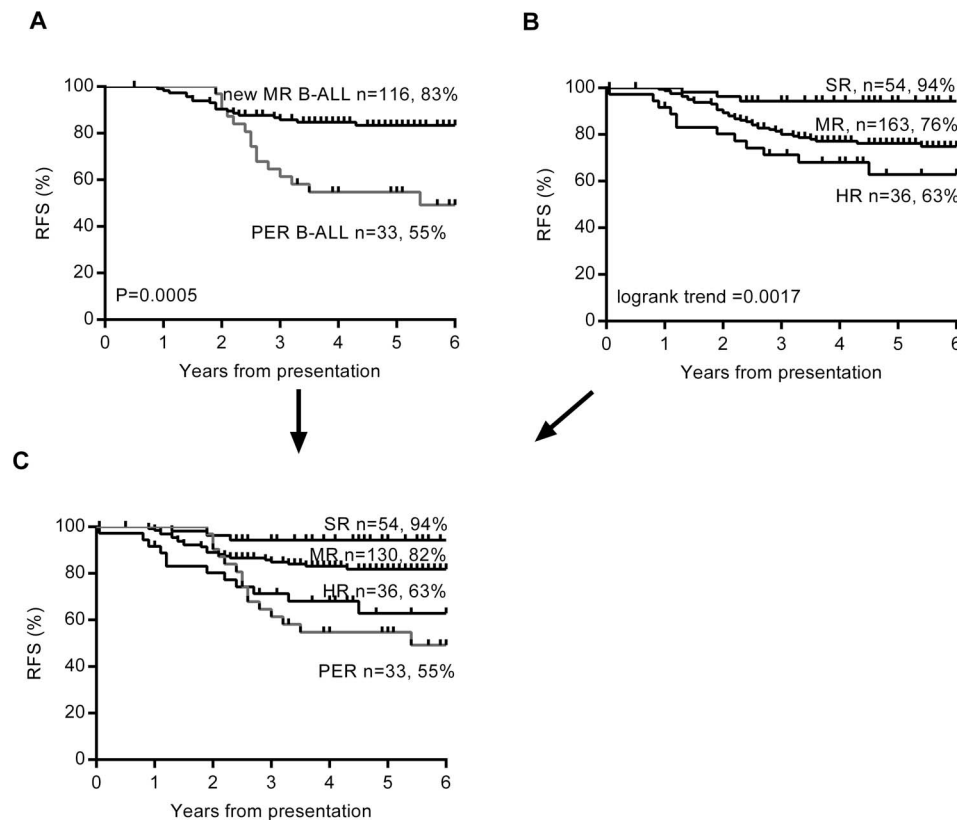 A
RFS (%)
100
80
60
40
20
0
new MR B-ALL n=116, 83%
PER B-ALL n=33, 55%
P=0.0005
0 1 2 3 4 5 6
Years from presentation
B
RFS (%)
100
80
60
40
20
0
SR, n=54, 94%
MR, n=163, 76%
HR n=36, 63%
logrank trend =0.0017
0 1 2 3 4 5 6
Years from presentation
C
RFS (%)
100
80
60
40
20
0
SR n=54, 94%
MR n=130, 82%
HR n=36, 63%
PER n=33, 55%
0 1 2 3 4 5 6
Years from presentation